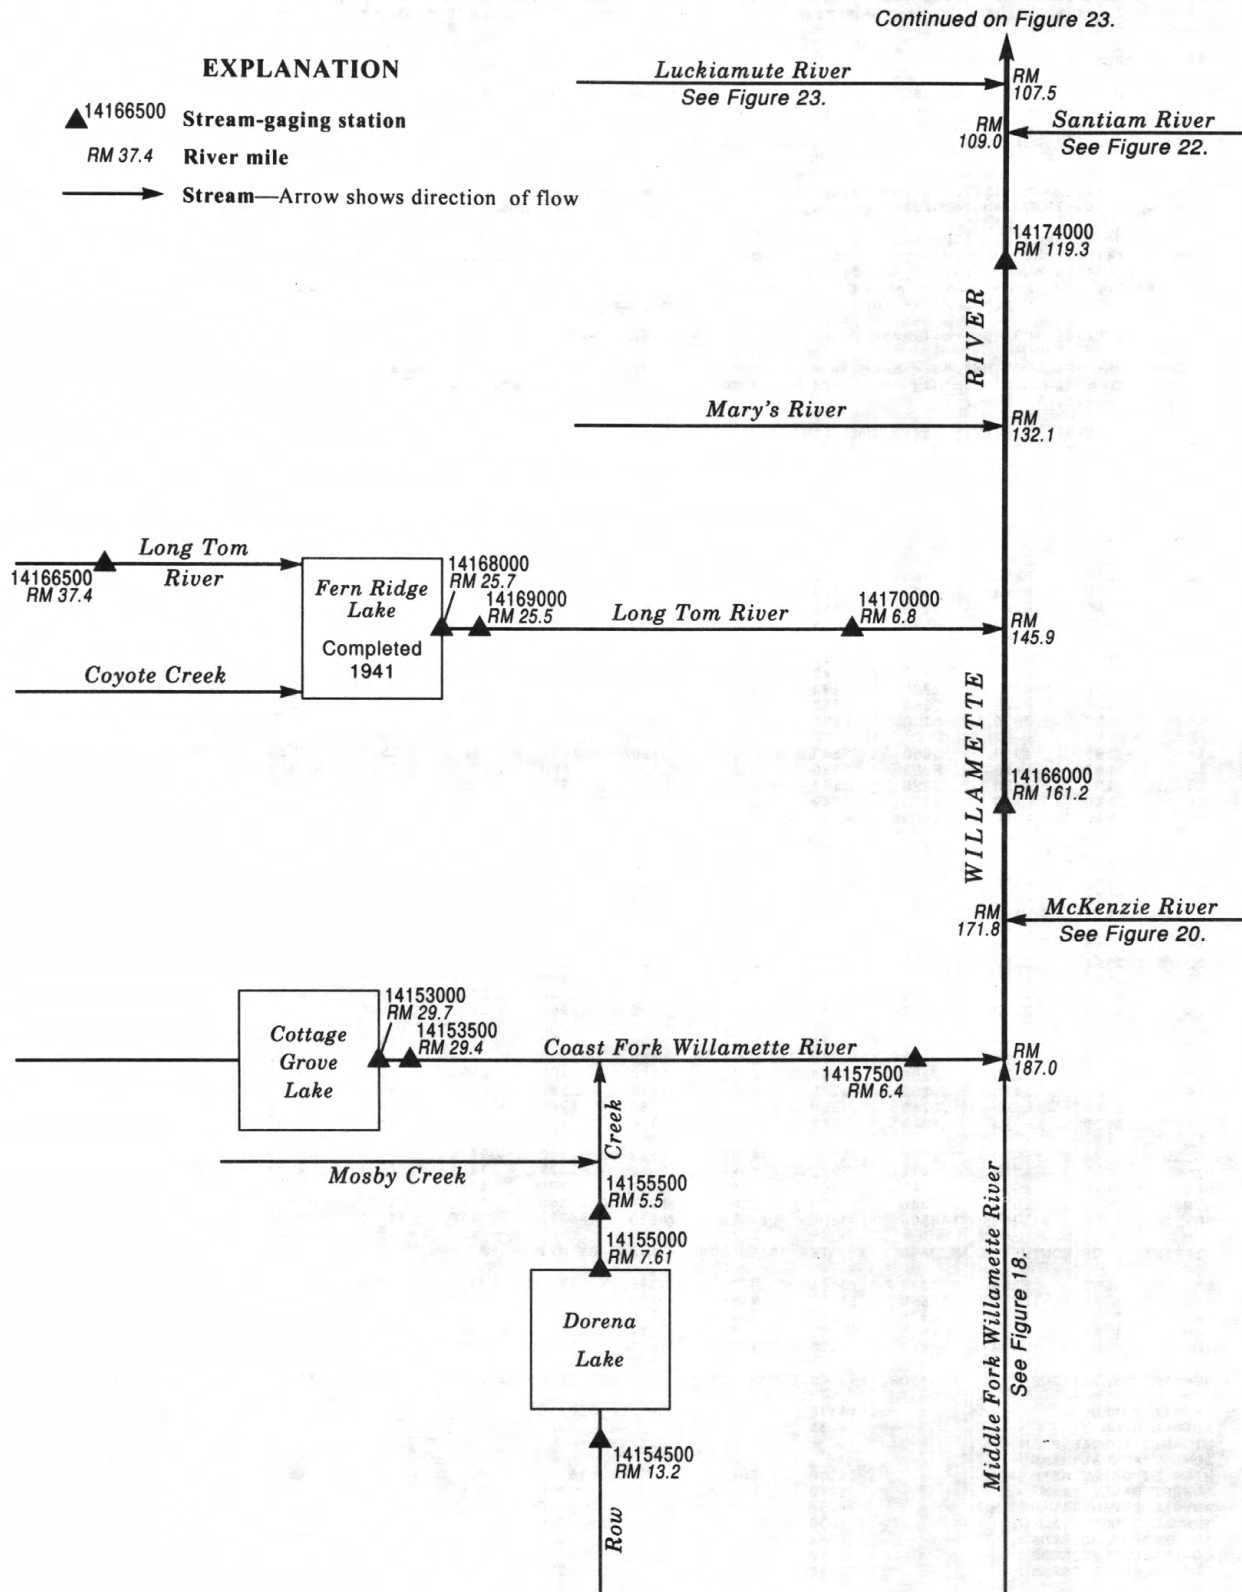 Continued on Figure 23.
EXPLANATION
14166500 Stream-gaging station
RM 37.4 River mile
Stream—Arrow shows direction of flow
Luckiamute River
See Figure 23.
RM
107.5
RM
109.0
Santiam River
See Figure 22.
14174000
RM 119.3
WILLAMETTE RIVER
Mary's River
RM
132.1
Long Tom
River
14166500
RM 37.4
Fern Ridge
Lake
Completed
1941
14168000
RM 25.7
14169000
RM 25.5
Long Tom River
14170000
RM 6.8
RM
145.9
Coyote Creek
14166000
RM 161.2
RM
171.8
McKenzie River
See Figure 20.
Cottage
Grove
Lake
14153000
RM 29.7
14153500
RM 29.4
Coast Fork Willamette River
14157500
RM 6.4
RM
187.0
Mosby Creek
Row Creek
14155500
RM 5.5
14155000
RM 7.61
Dorena
Lake
14154500
RM 13.2
Middle Fork Willamette River
See Figure 18.